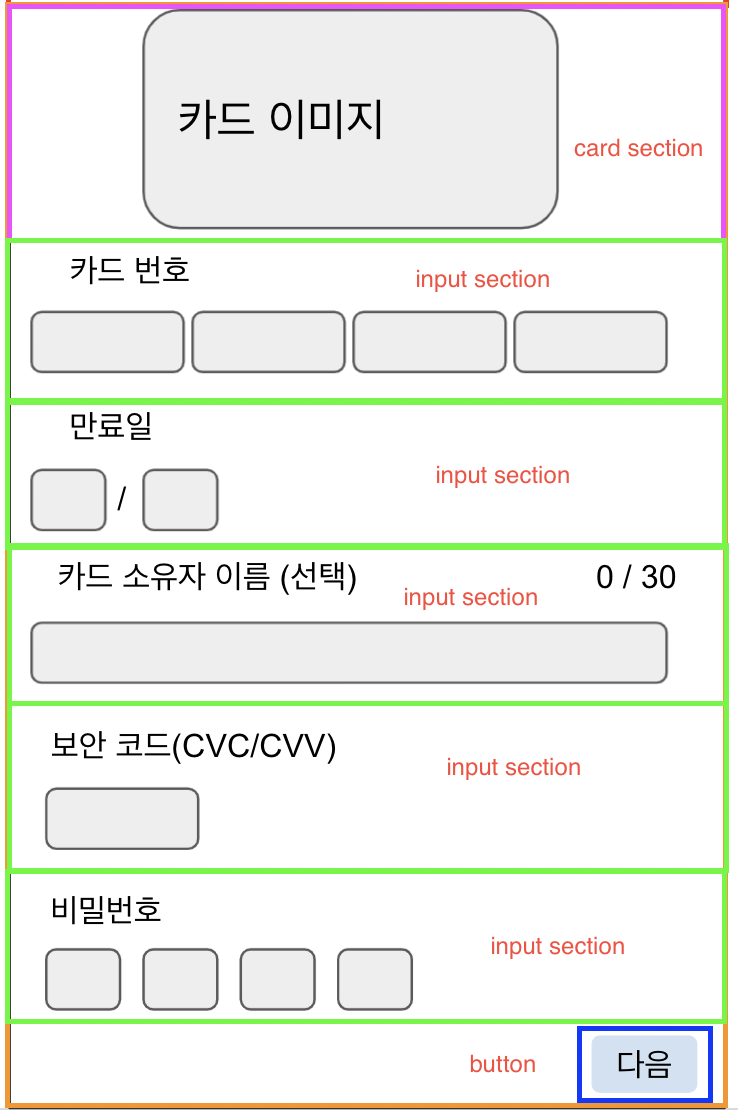 카드 이미지
card section
카드 번호
input section
만료일
input section
/
카드 소유자 이름 (선택)
0 / 30
input section
보안 코드(CVC/CVV)
input section
비밀번호
input section
button
다음